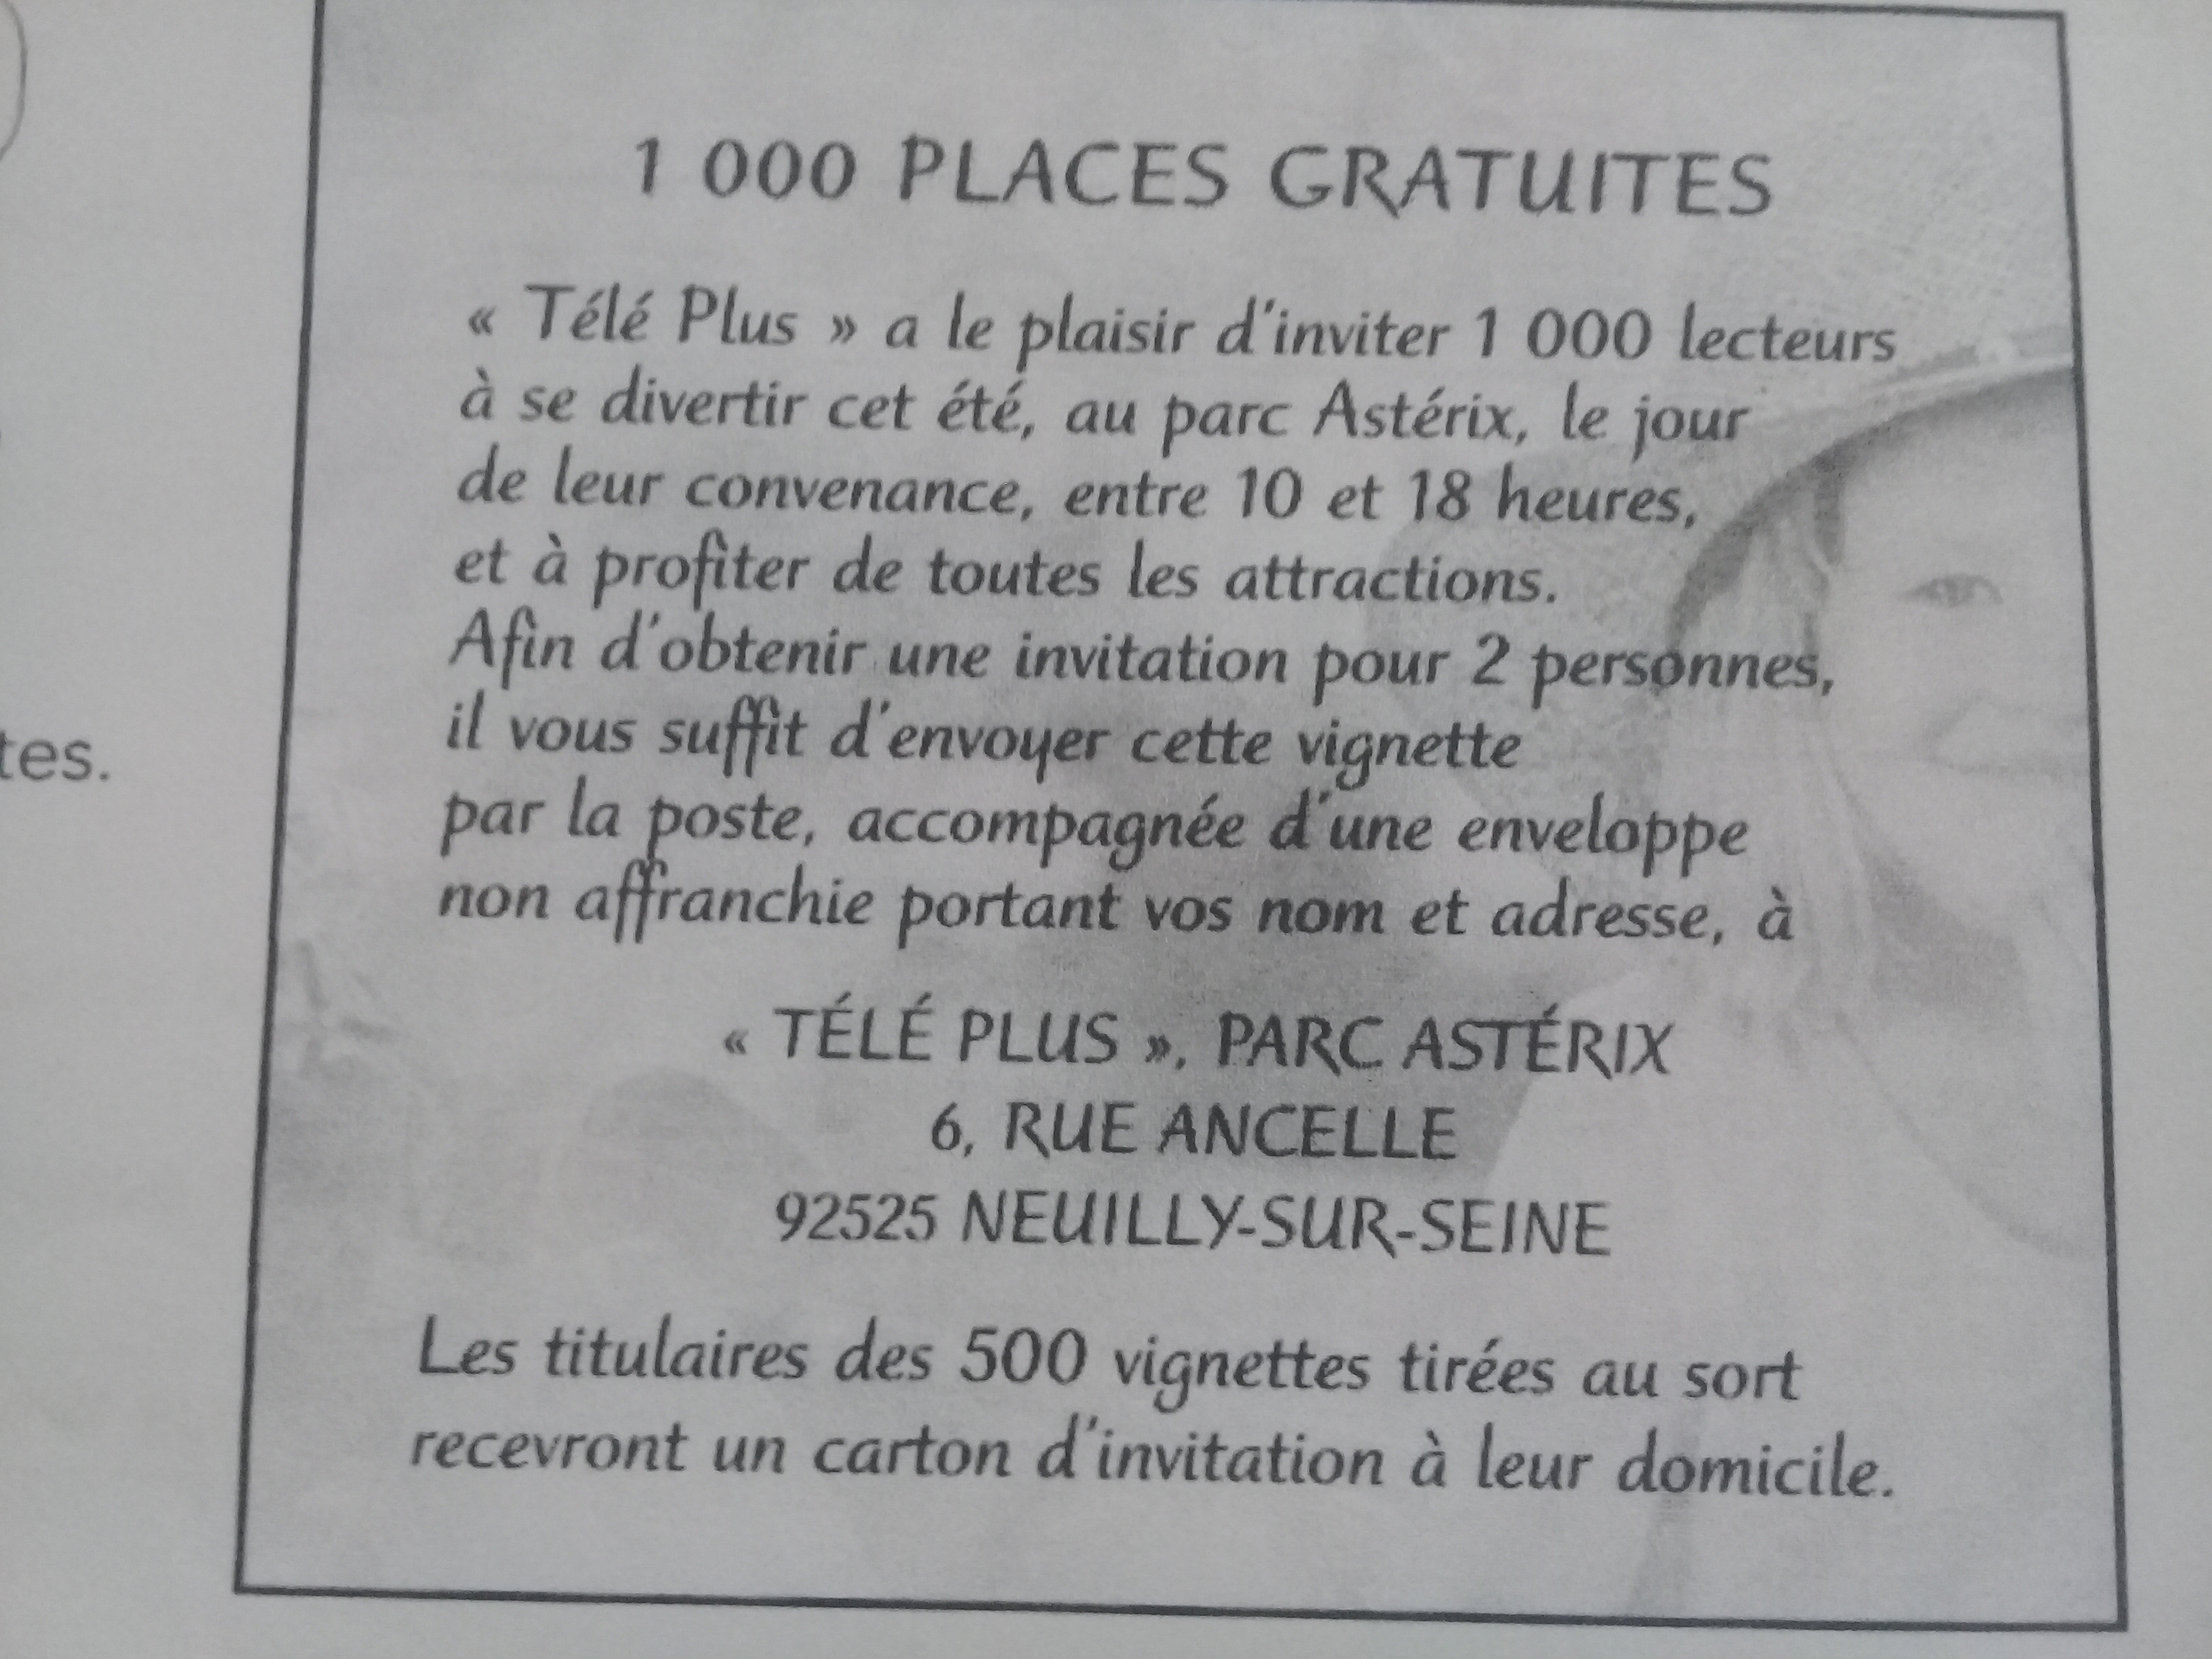 1 000 PLACES GRATUITES
« Télé Plus » a le plaisir d'inviter 1 000 lecteurs
à se divertir cet été, au parc Astérix, le jour
de leur convenance, entre 10 et 18 heures,
et à profiter de toutes les attractions.
Afin d'obtenir une invitation pour 2 personnes,
il vous suffit d'envoyer cette vignette
tes.
par la poste, accompagnée d'une enveloppe
non affranchie portant vos nom et adresse, à
« TÉLÉ PLUS », PARC ASTÉRIX
6, RUE ANCELLE
92525 NEUILLY-SUR-SEINE
Les titulaires des 500 vignettes tirées au sort
recevront un carton d'invitation à leur domicile.